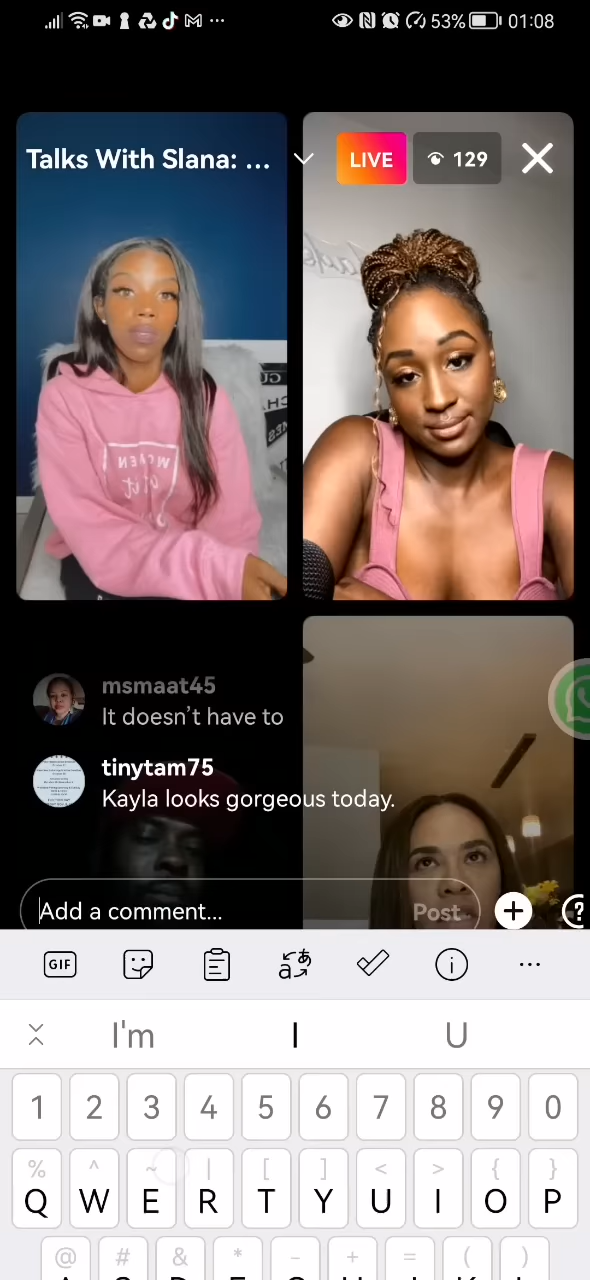 53% 01:08
Talks With Slana: ...
LIVE
129
msmaat45
It doesn’t have to
tinytam75
Kayla looks gorgeous today.
Add a comment...
Post
GIF
I'm I U
1 2 3 4 5 6 7 8 9 0
% ^ ~ | [ ] < > { }
Q W E R T Y U I O P
@ # & * - + = ( )